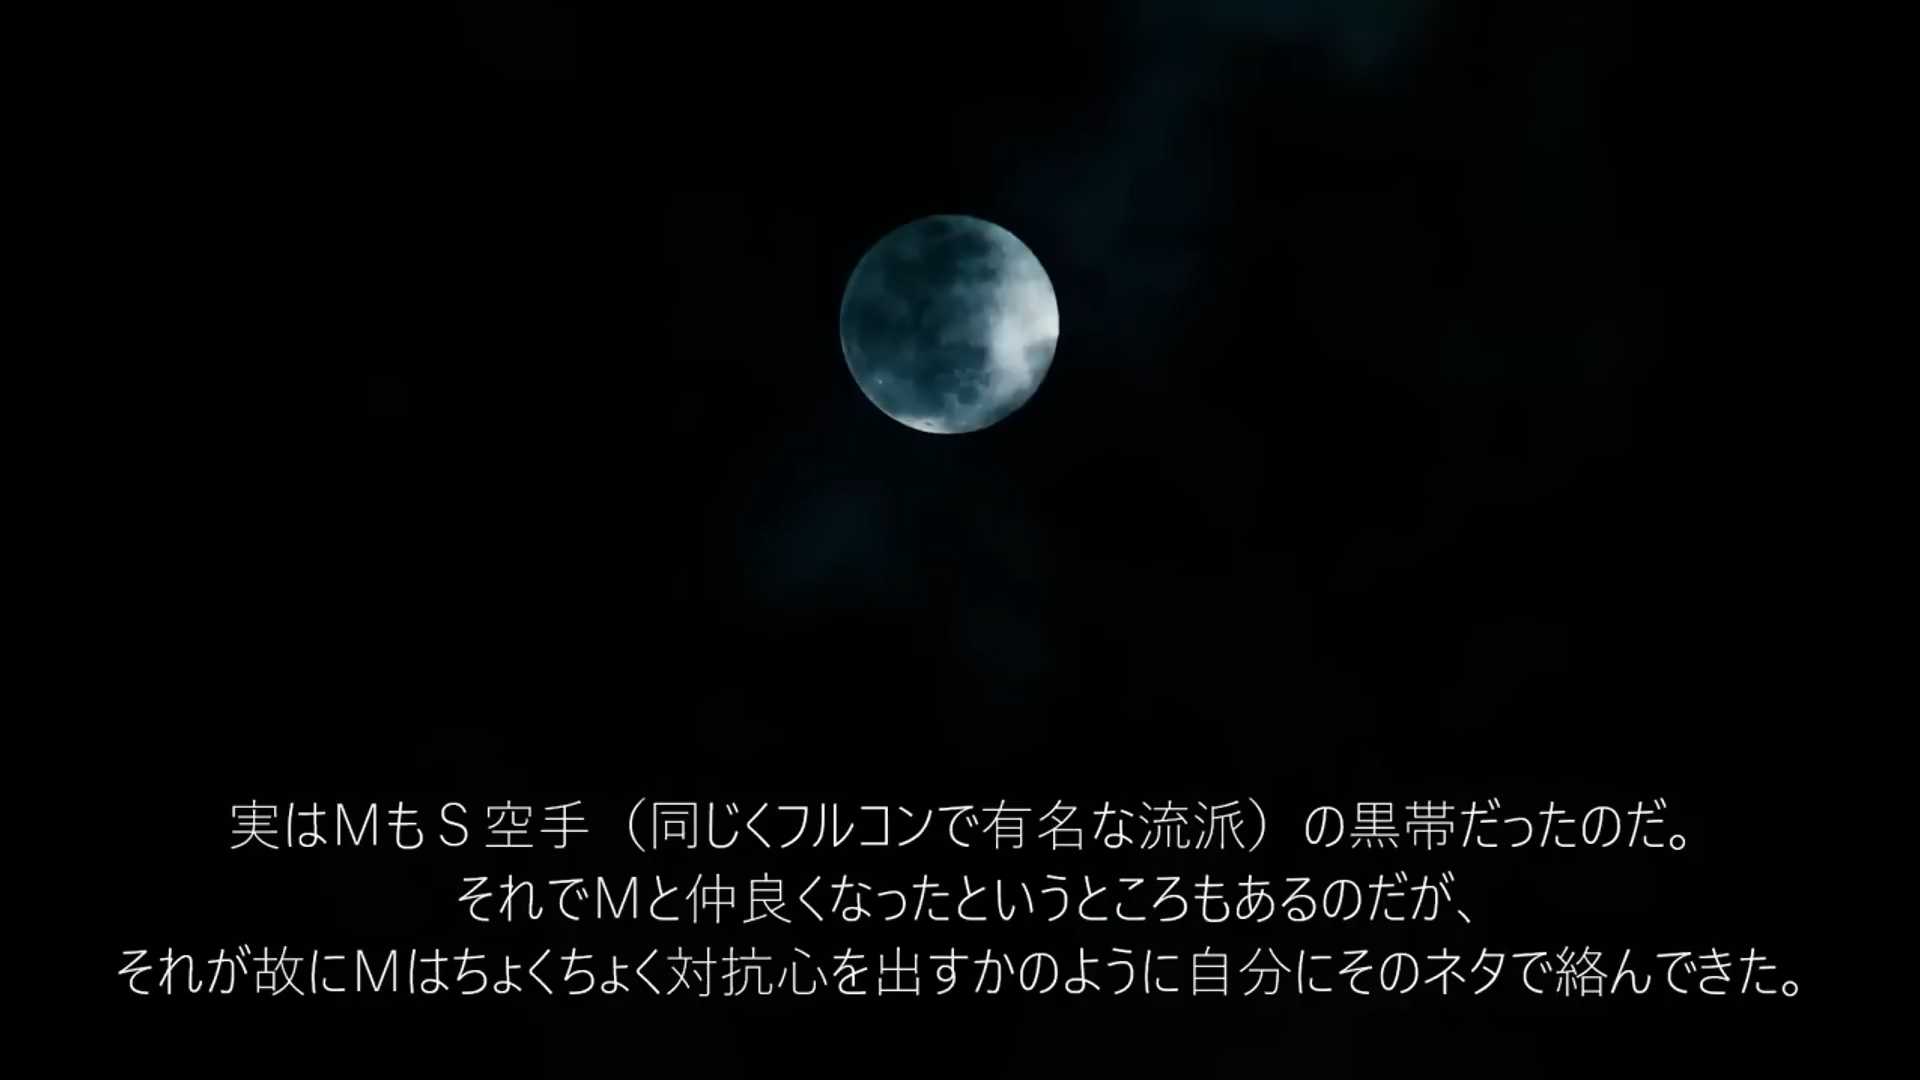 実はＭもＳ空手（同じくフルコンで有名な流派）の黒帯だったのだ。
それでＭと仲良くなったというところもあるのだが、
それが故にＭはちょくちょく対抗心を出すかのように自分にそのネタで絡んできた。